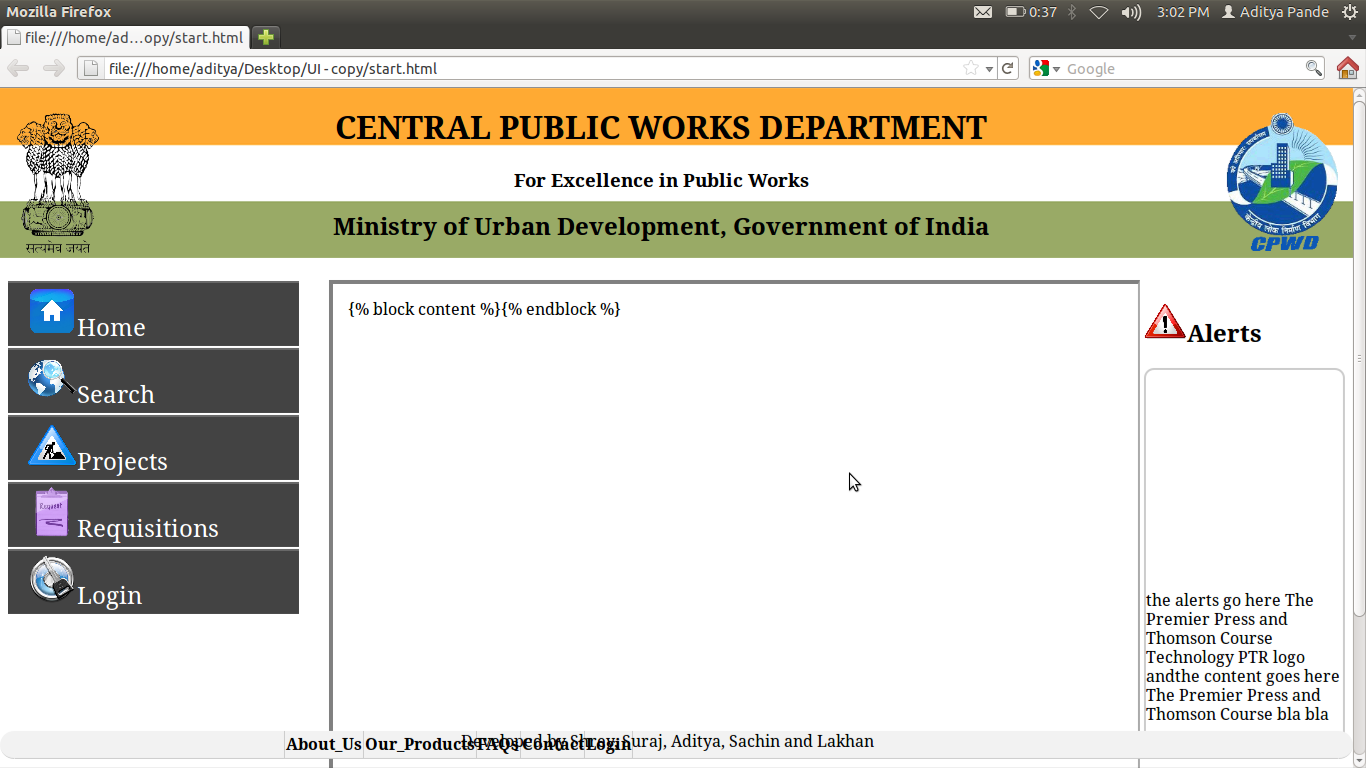 Mozilla Firefox
0:37
3:02 PM
Aditya Pande
file:///home/ad...opy/start.html
file:///home/aditya/Desktop/UI - copy/start.html
Google
CENTRAL PUBLIC WORKS DEPARTMENT
For Excellence in Public Works
Ministry of Urban Development, Government of India
सत्यमेव जयते
केन्द्रीय लोक निर्माण विभाग
CPWD
Home
Search
Projects
Request
Requisitions
Login
{% block content %}{% endblock %}
Alerts
the alerts go here The
Premier Press and
Thomson Course
Technology PTR logo
andthe content goes here
The Premier Press and
Thomson Course bla bla
About_Us Our_Products FAQs Contact Login
Developed by Shrey, Suraj, Aditya, Sachin and Lakhan